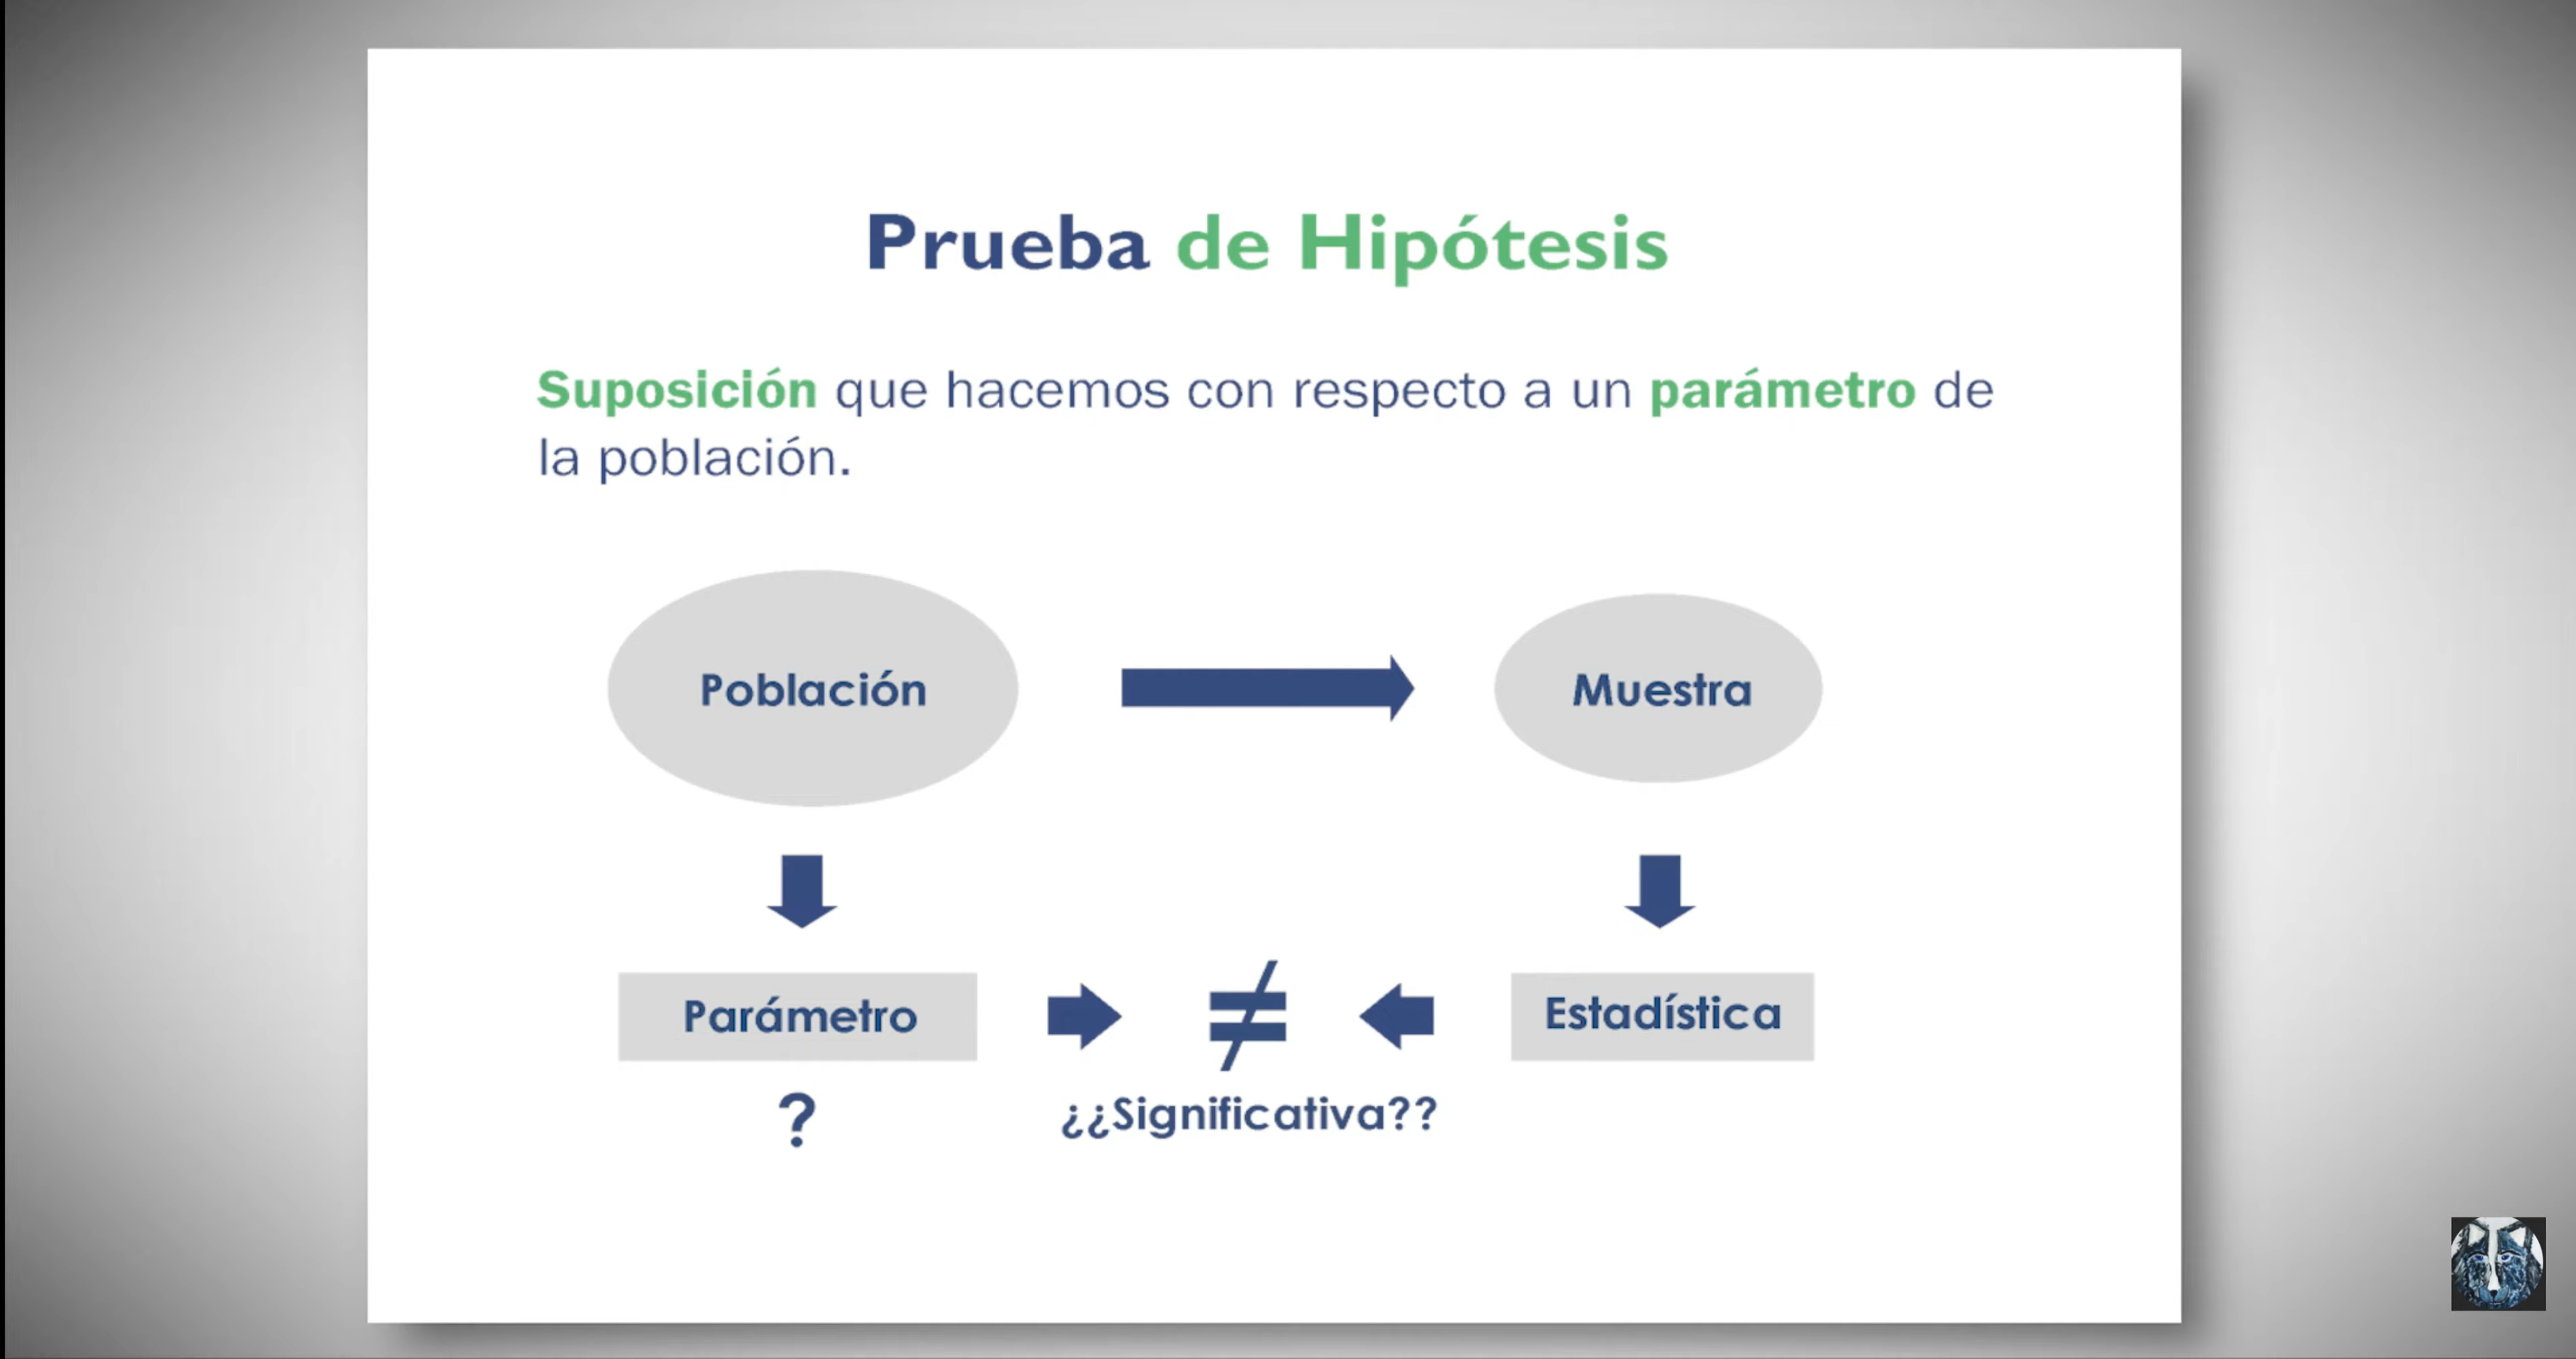 Prueba de Hipótesis
Suposición que hacemos con respecto a un parámetro de
la población.
Población
Muestra
Parámetro
≠
Estadística
?
¿¿Significativa??